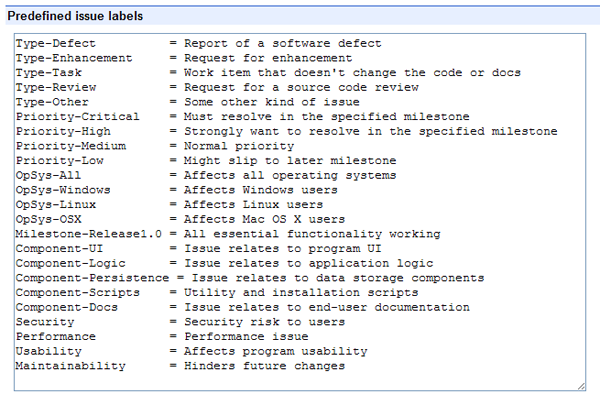 Predefined issue labels
Type-Defect = Report of a software defect
Type-Enhancement = Request for enhancement
Type-Task = Work item that doesn't change the code or docs
Type-Review = Request for a source code review
Type-Other = Some other kind of issue
Priority-Critical = Must resolve in the specified milestone
Priority-High = Strongly want to resolve in the specified milestone
Priority-Medium = Normal priority
Priority-Low = Might slip to later milestone
OpSys-All = Affects all operating systems
OpSys-Windows = Affects Windows users
OpSys-Linux = Affects Linux users
OpSys-OSX = Affects Mac OS X users
Milestone-Release1.0 = All essential functionality working
Component-UI = Issue relates to program UI
Component-Logic = Issue relates to application logic
Component-Persistence = Issue relates to data storage components
Component-Scripts = Utility and installation scripts
Component-Docs = Issue relates to end-user documentation
Security = Security risk to users
Performance = Performance issue
Usability = Affects program usability
Maintainability = Hinders future changes